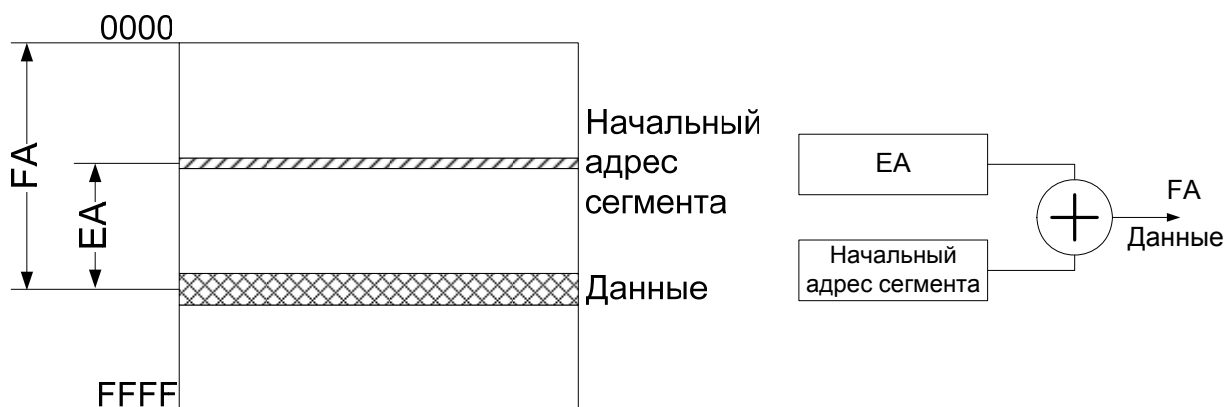 0000
FA
EA
Начальный
адрес
сегмента
Данные
FFFF
EA
Начальный
адрес сегмента
FA
Данные